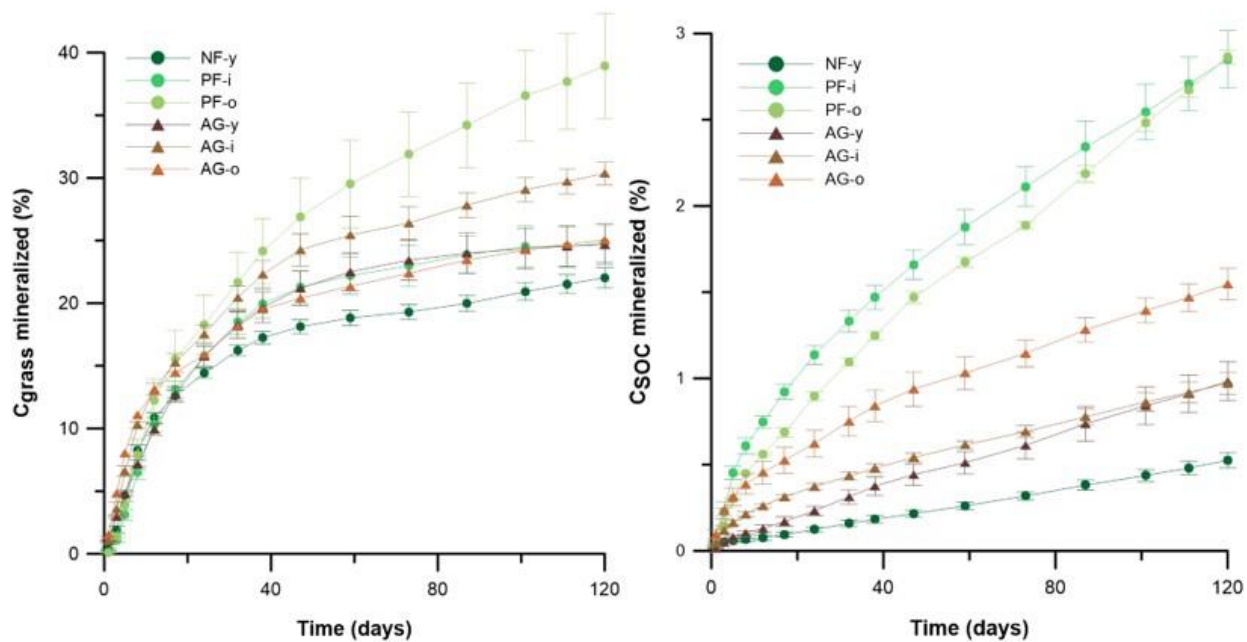 40
30
20
10
0
Cgrass mineralized (%)
NF-y
PF-i
PF-o
AG-y
AG-i
AG-o
0
40
80
120
Time (days)
3
2
1
0
CSOC mineralized (%)
NF-y
PF-i
PF-o
AG-y
AG-i
AG-o
0
40
80
120
Time (days)